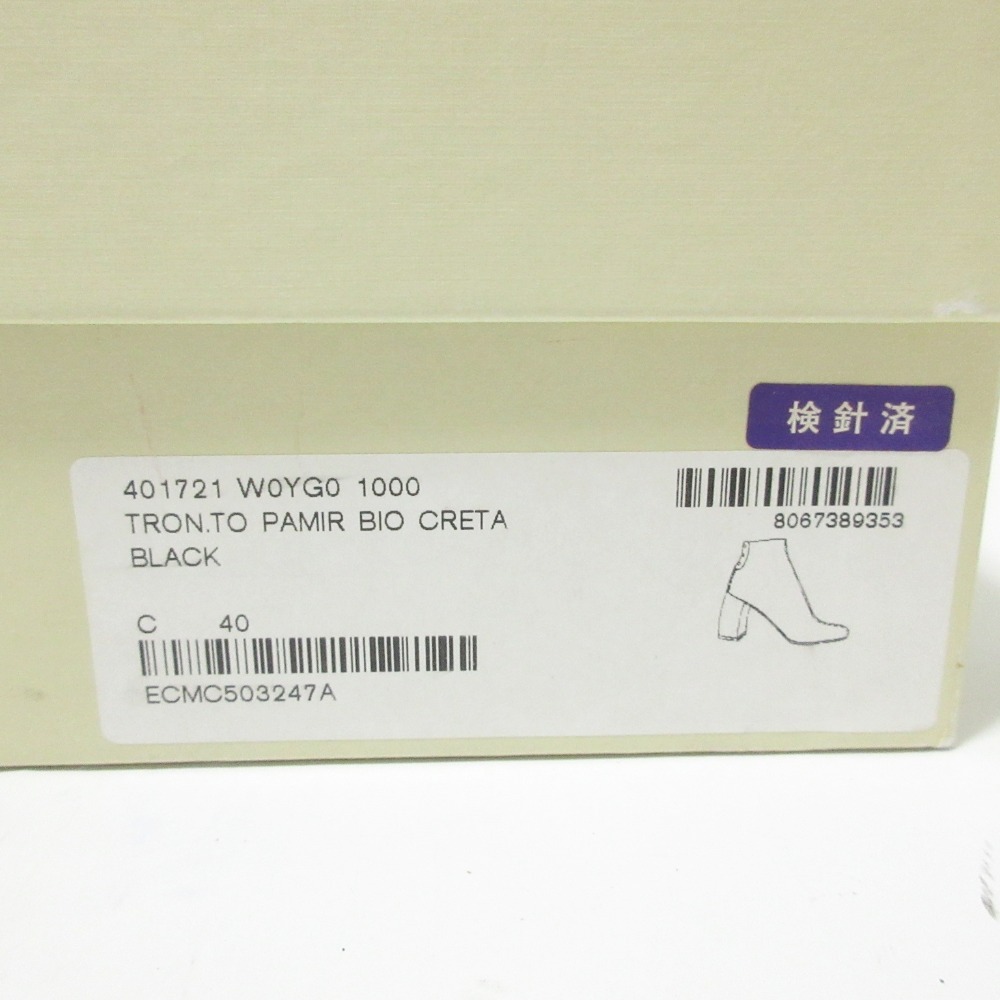 検針済
401721 W0YG0 1000
TRON.TO PAMIR BIO CRETA
BLACK
8067389353
C 40
ECMC503247A